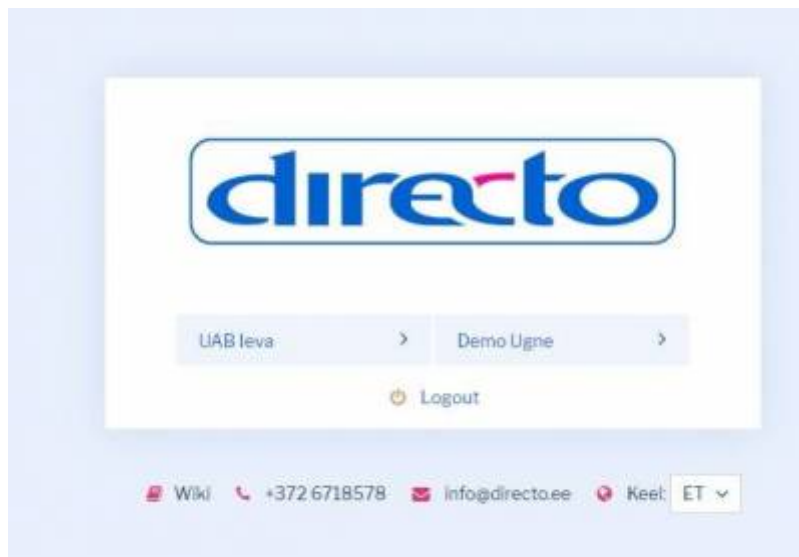 directo
UAB Ieva Demo Ugne
Logout
Wiki +372 6718578 info@directo.ee Keel: ET